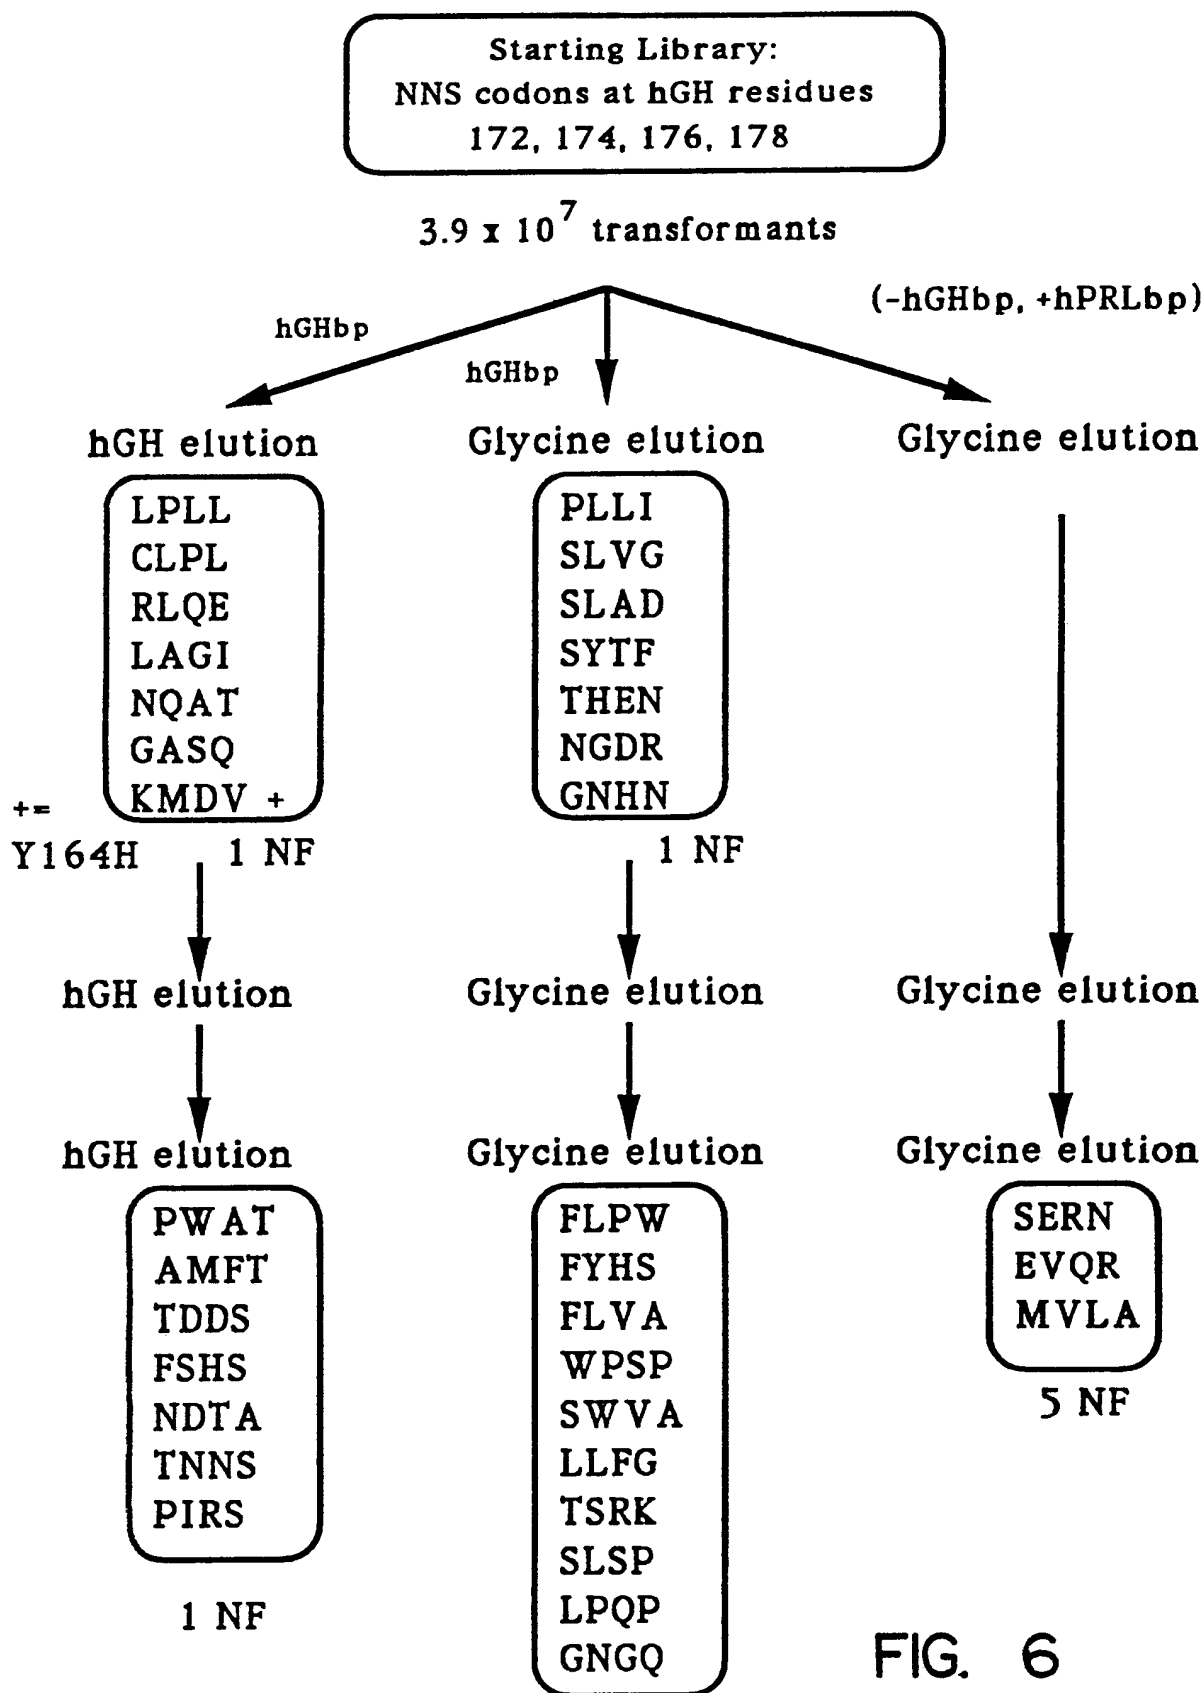 Starting Library:
NNS codons at hGH residues
172, 174, 176, 178
3.9 x 10^7 transformants
(-hGHbp, +hPRLbp)
hGHbp
hGHbp
hGH elution
Glycine elution
Glycine elution
LPLL
CLPL
RLQE
LAGI
NQAT
GASQ
KMDV +
+=
Y164H
1 NF
PLLI
SLVG
SLAD
SYTF
THEN
NGDR
GNHN
1 NF
hGH elution
Glycine elution
Glycine elution
hGH elution
Glycine elution
Glycine elution
PWAT
AMFT
TDDS
FSHS
NDTA
TNNS
PIRS
1 NF
FLPW
FYHS
FLVA
WPSP
SWVA
LLFG
TSRK
SLSP
LPQP
GNGQ
SERN
EVQR
MVLA
5 NF
FIG. 6